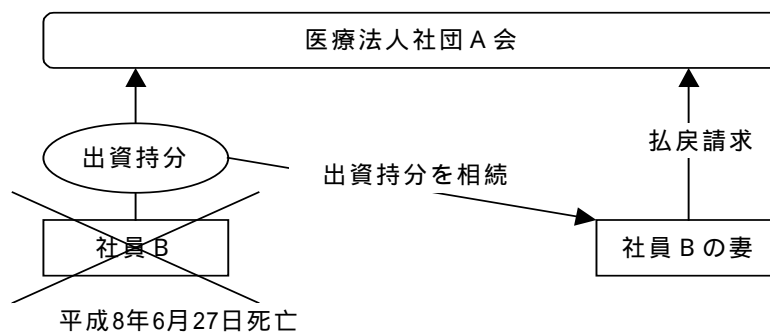 医療法人社団A会
出資持分
払戻請求
出資持分を相続
社員B
社員Bの妻
平成8年6月27日死亡